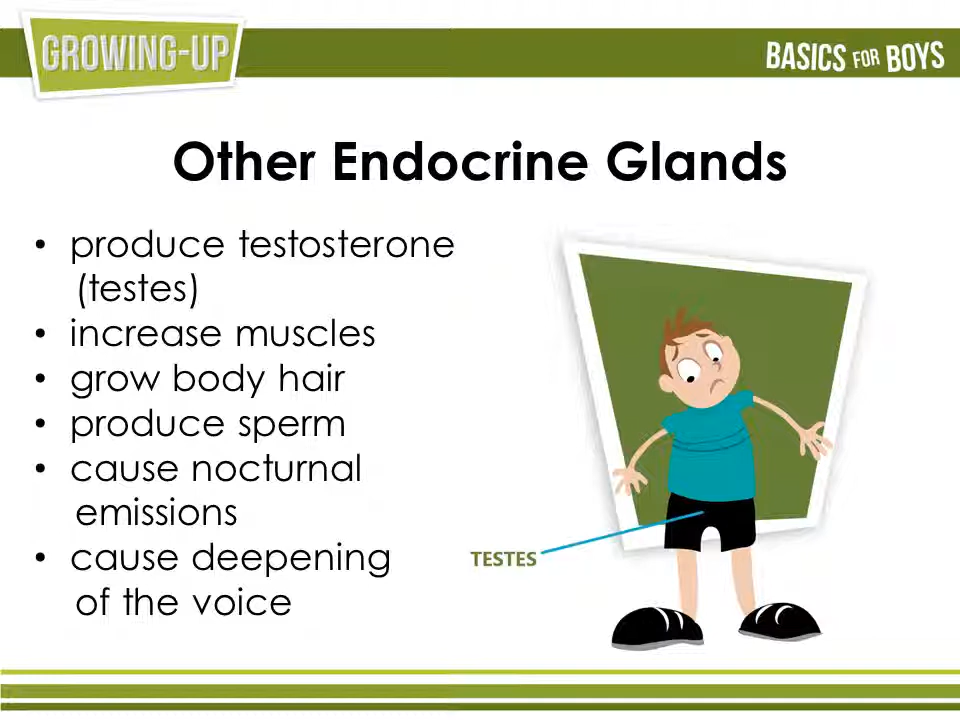 GROWING-UP
BASICS FOR BOYS
Other Endocrine Glands
• produce testosterone
(testes)
• increase muscles
• grow body hair
• produce sperm
• cause nocturnal
emissions
• cause deepening
of the voice
TESTES